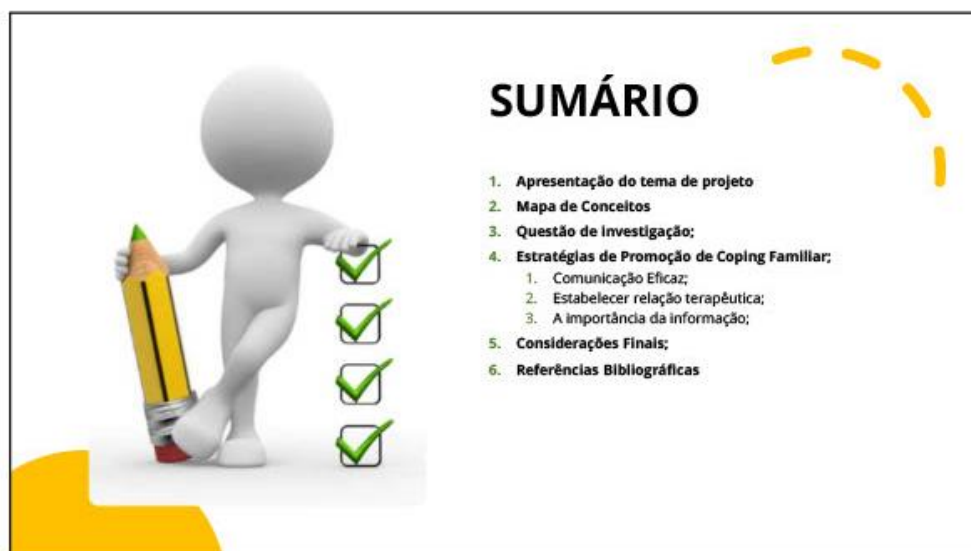 SUMÁRIO
1. Apresentação do tema de projeto
2. Mapa de Conceitos
3. Questão de investigação;
4. Estratégias de Promoção de Coping Familiar;
1. Comunicação Eficaz;
2. Estabelecer relação terapêutica;
3. A importância da informação;
5. Considerações Finais;
6. Referências Bibliográficas